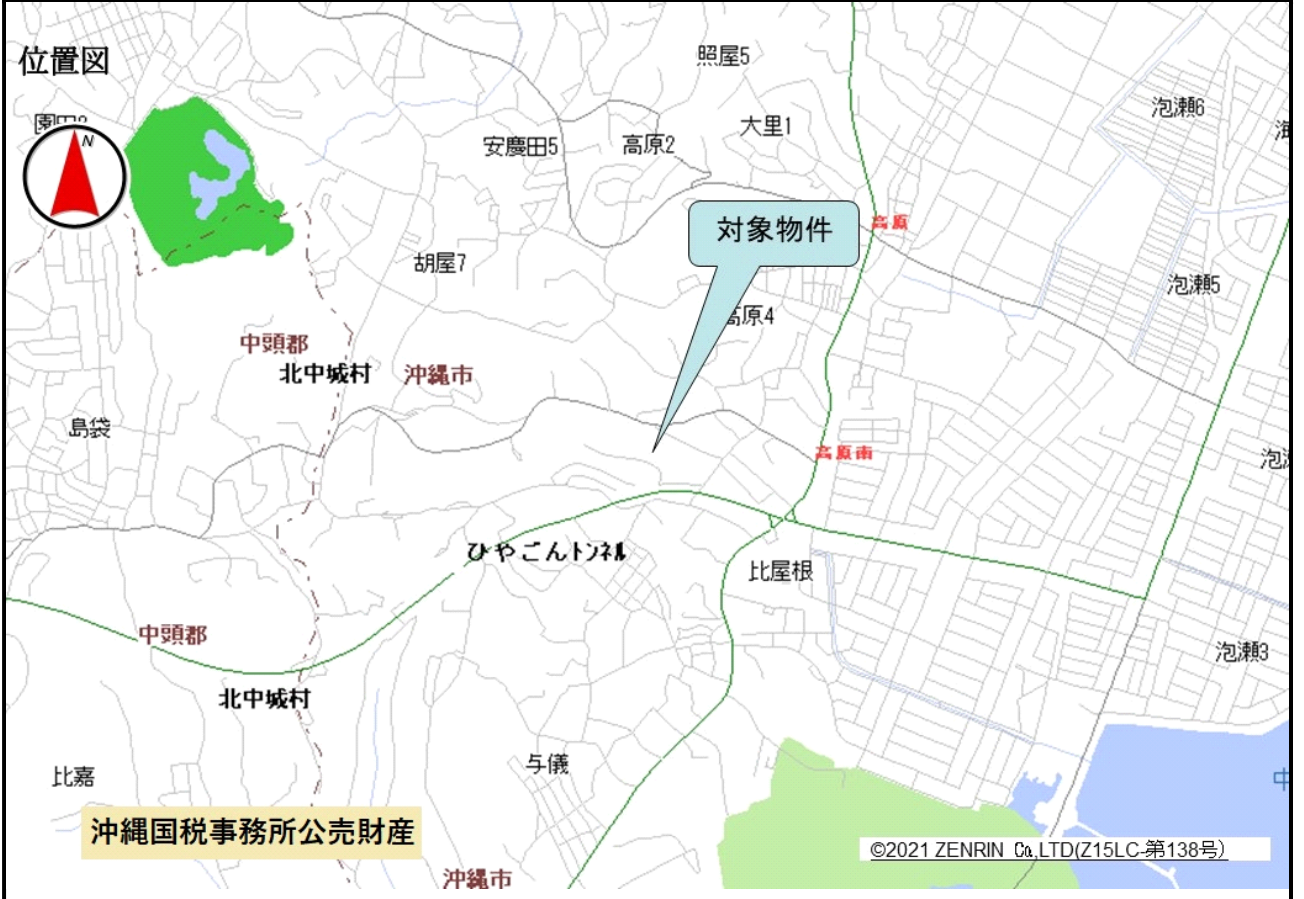 位置図
照屋5
泡瀬6
園田2
N
大里1
安慶田5
高原2
対象物件
高原
胡屋7
泡瀬5
高原4
中頭郡
北中城村
沖縄市
島袋
高原南
ひやごんトンネル
比屋根
中頭郡
泡瀬3
北中城村
与儀
比嘉
沖縄国税事務所公売財産
©2021 ZENRIN Co.,LTD(Z15LC-第138号)
沖縄市